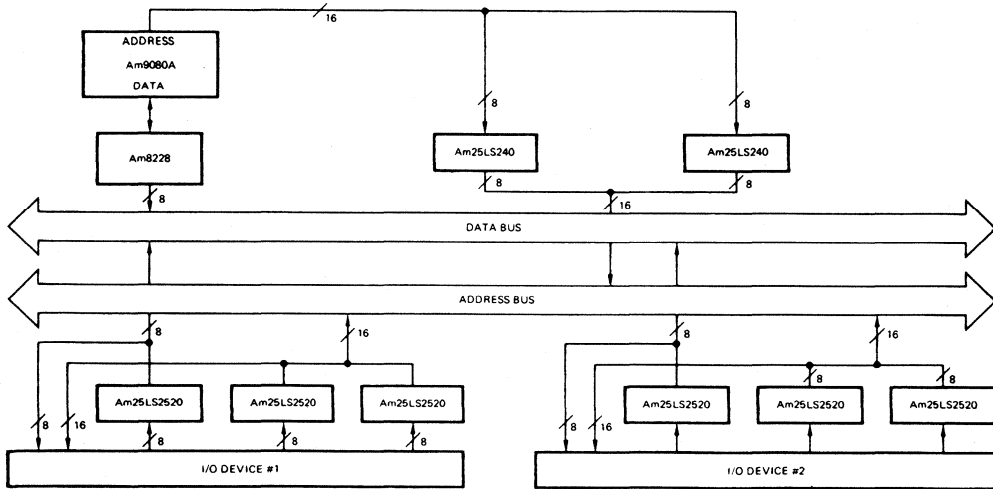 16
ADDRESS
Am9080A
DATA
8
8
Am8228
Am25LS240
Am25LS240
8
8
8
16
DATA BUS
ADDRESS BUS
8
16
8
16
Am25LS2520
Am25LS2520
Am25LS2520
8
8
Am25LS2520
Am25LS2520
Am25LS2520
8
16
8
8
8
8
16
I/O DEVICE #1
I/O DEVICE #2